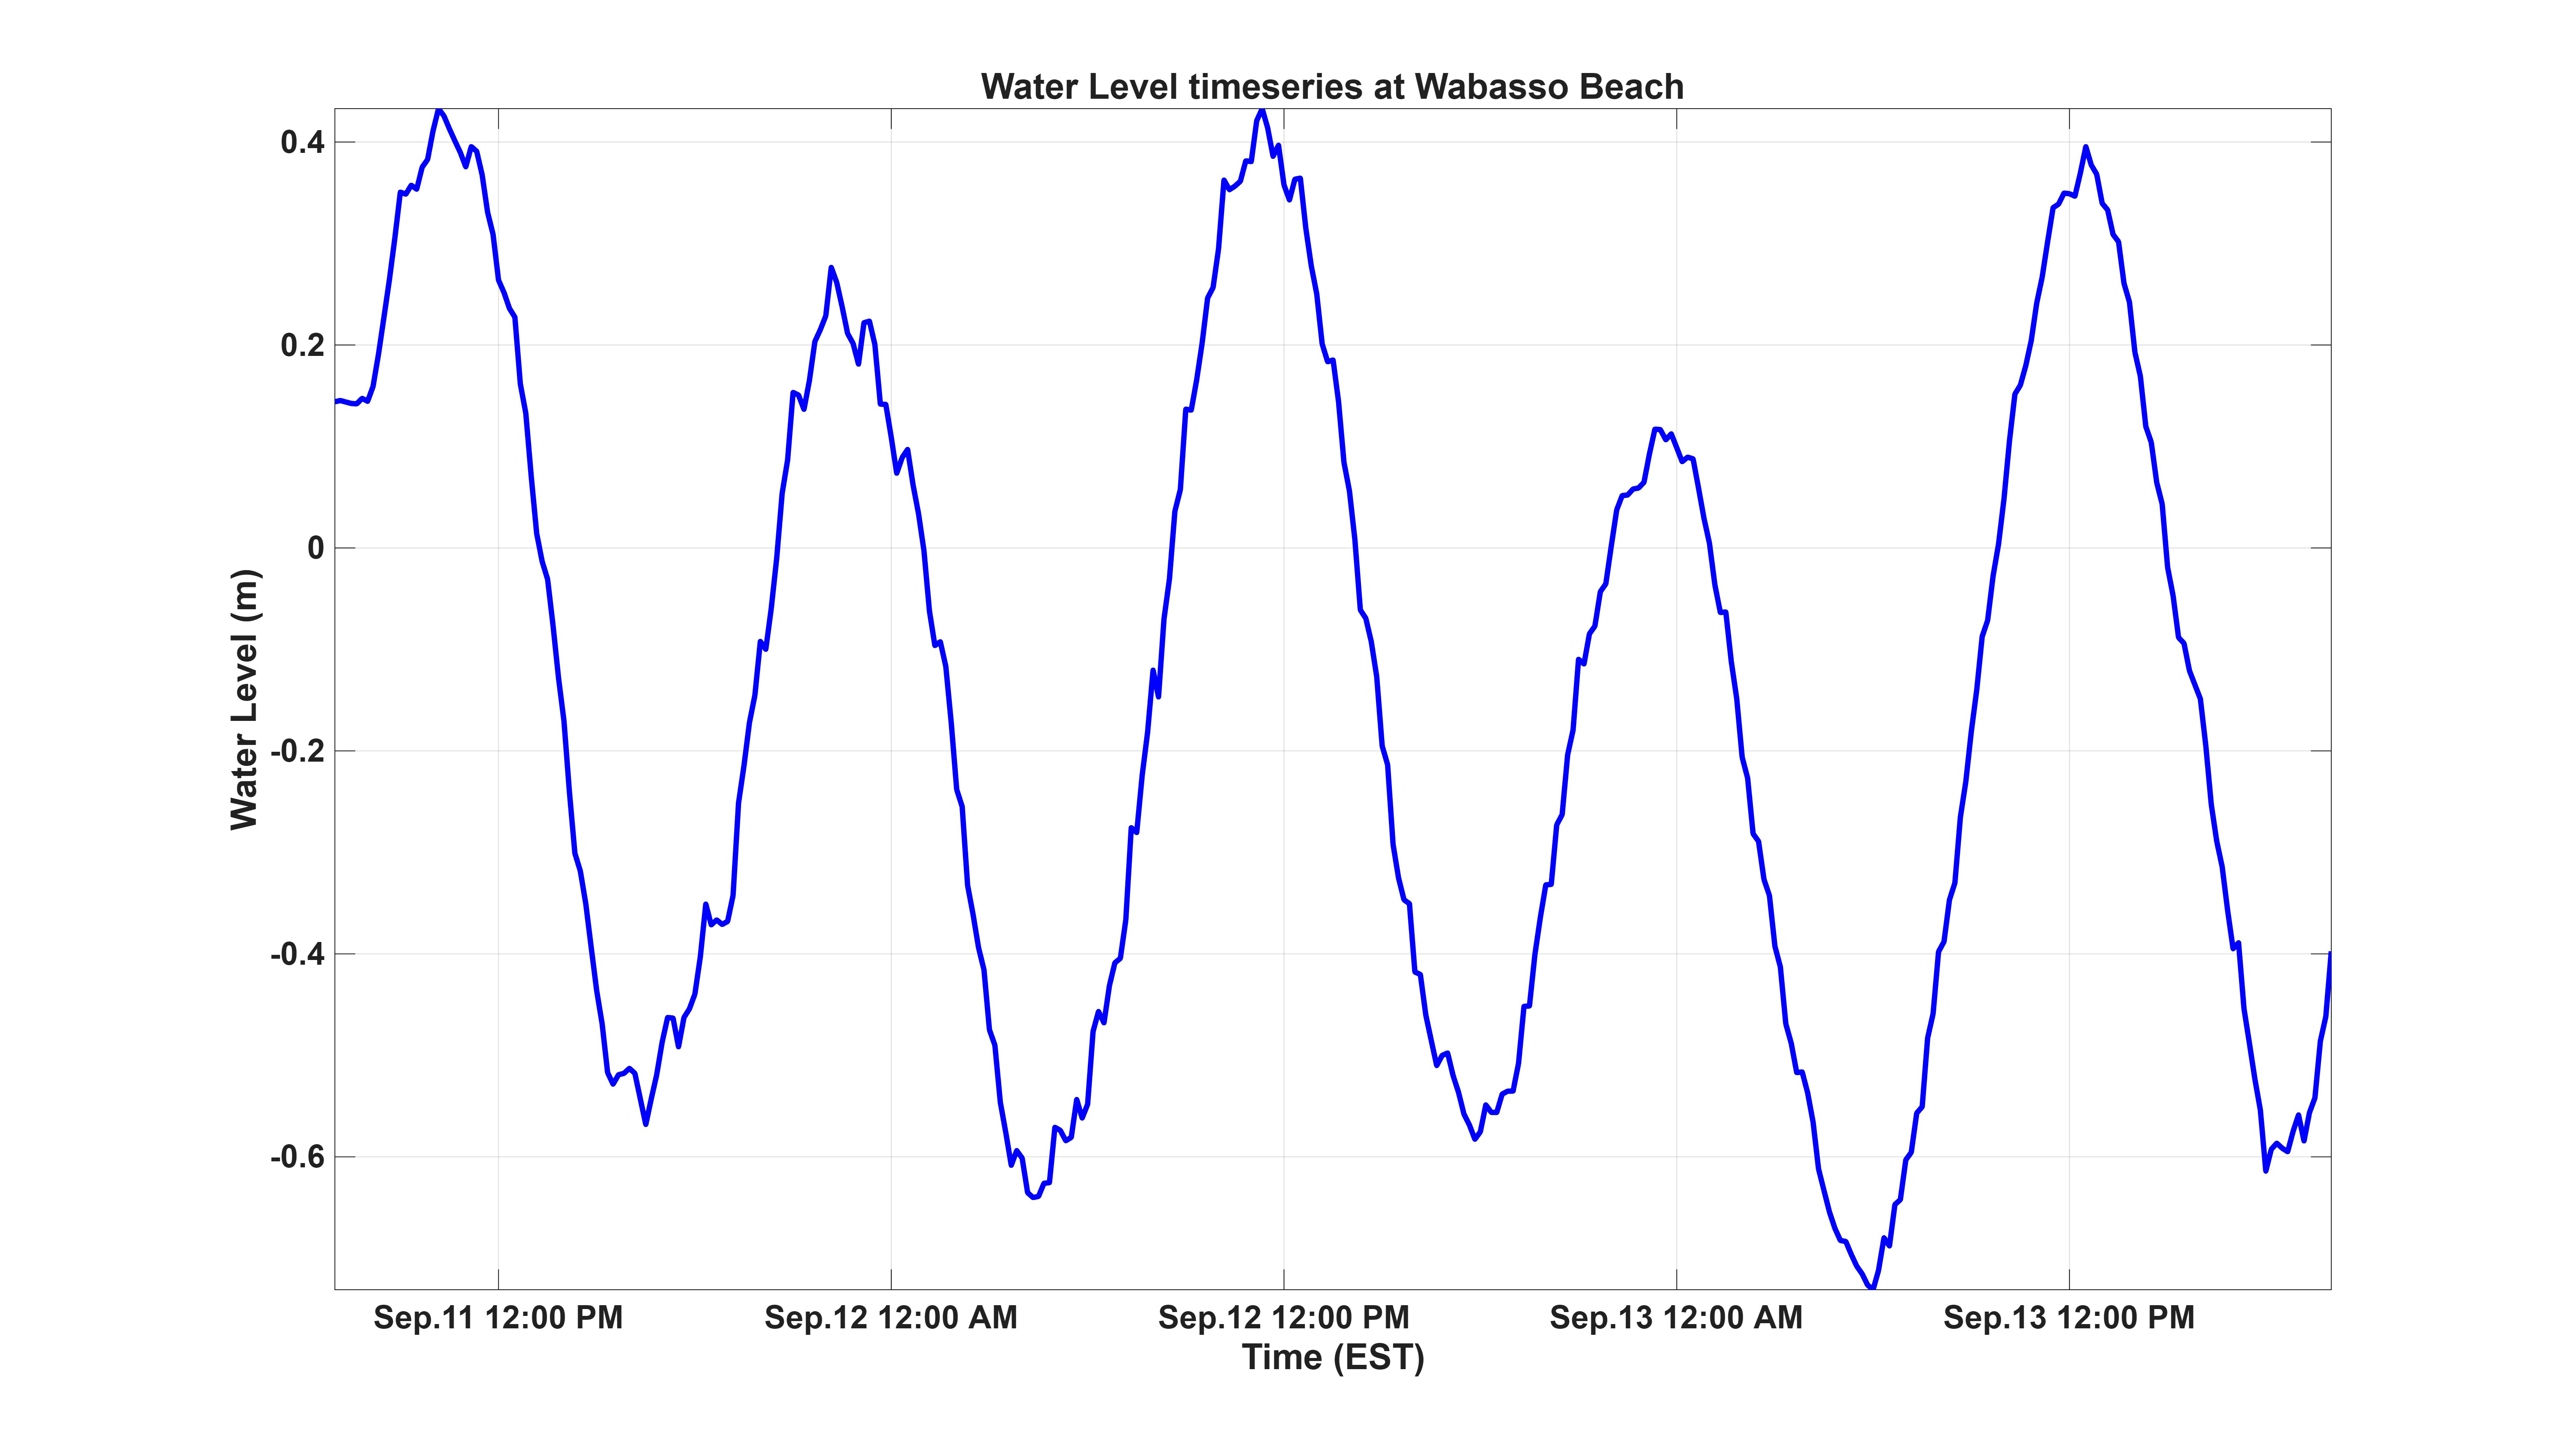 Water Level timeseries at Wabasso Beach
0.4
0.2
0
-0.2
-0.4
-0.6
Water Level (m)
Sep.11 12:00 PM
Sep.12 12:00 AM
Sep.12 12:00 PM
Sep.13 12:00 AM
Sep.13 12:00 PM
Time (EST)